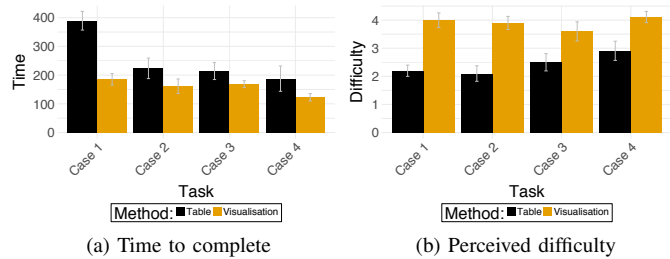 400
300
200
100
0
Time
Case 1
Case 2
Case 3
Case 4
Task
Method: Table Visualisation
(a) Time to complete
4
3
2
1
0
Difficulty
Case 1
Case 2
Case 3
Case 4
Task
Method: Table Visualisation
(b) Perceived difficulty